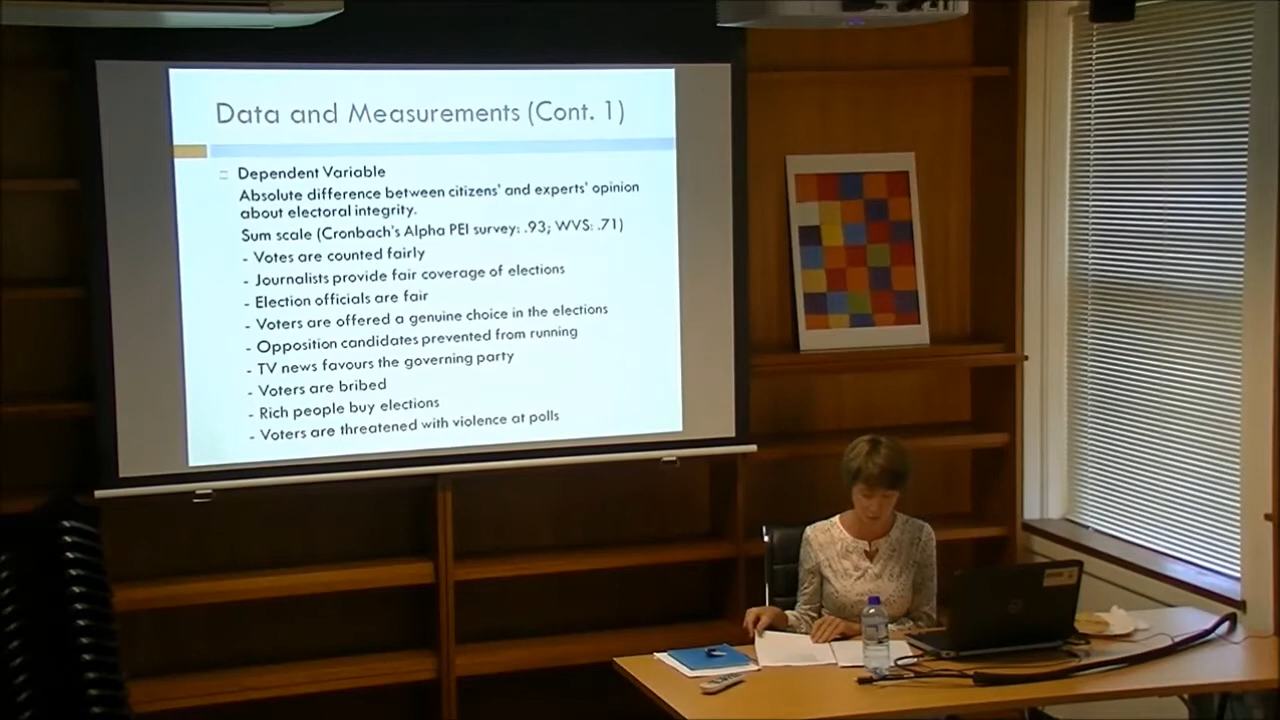 Data and Measurements (Cont. 1)
Dependent Variable
Absolute difference between citizens' and experts' opinion
about electoral integrity.
Sum scale (Cronbach's Alpha PEI survey: .93; WVS: .71)
- Votes are counted fairly
- Journalists provide fair coverage of elections
- Election officials are fair
- Voters are offered a genuine choice in the elections
- Opposition candidates prevented from running
- TV news favours the governing party
- Voters are bribed
- Rich people buy elections
- Voters are threatened with violence at polls